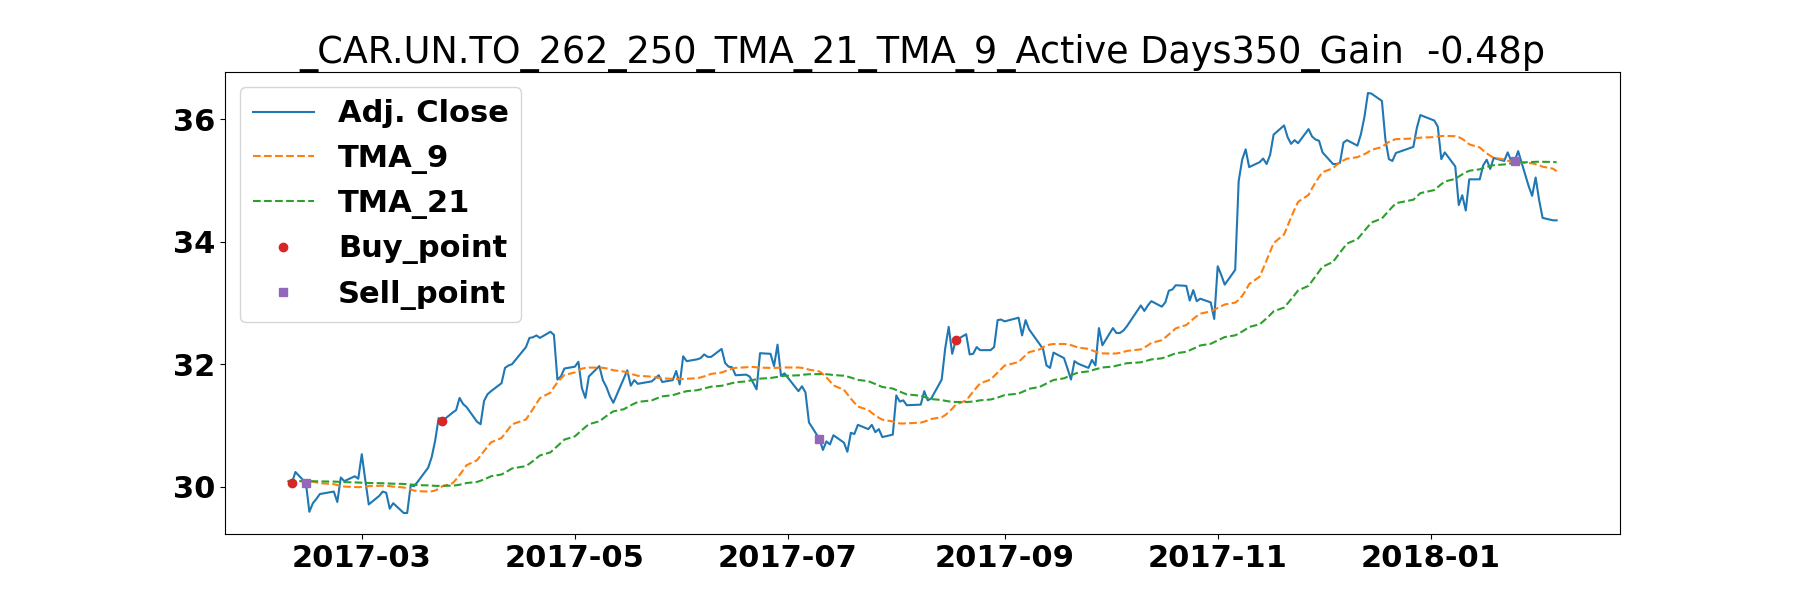 _CAR.UN.TO_262_250_TMA_21_TMA_9_Active Days350_Gain  -0.48p
Adj. Close
TMA_9
TMA_21
Buy_point
Sell_point
36
34
32
30
2017-03
2017-05
2017-07
2017-09
2017-11
2018-01